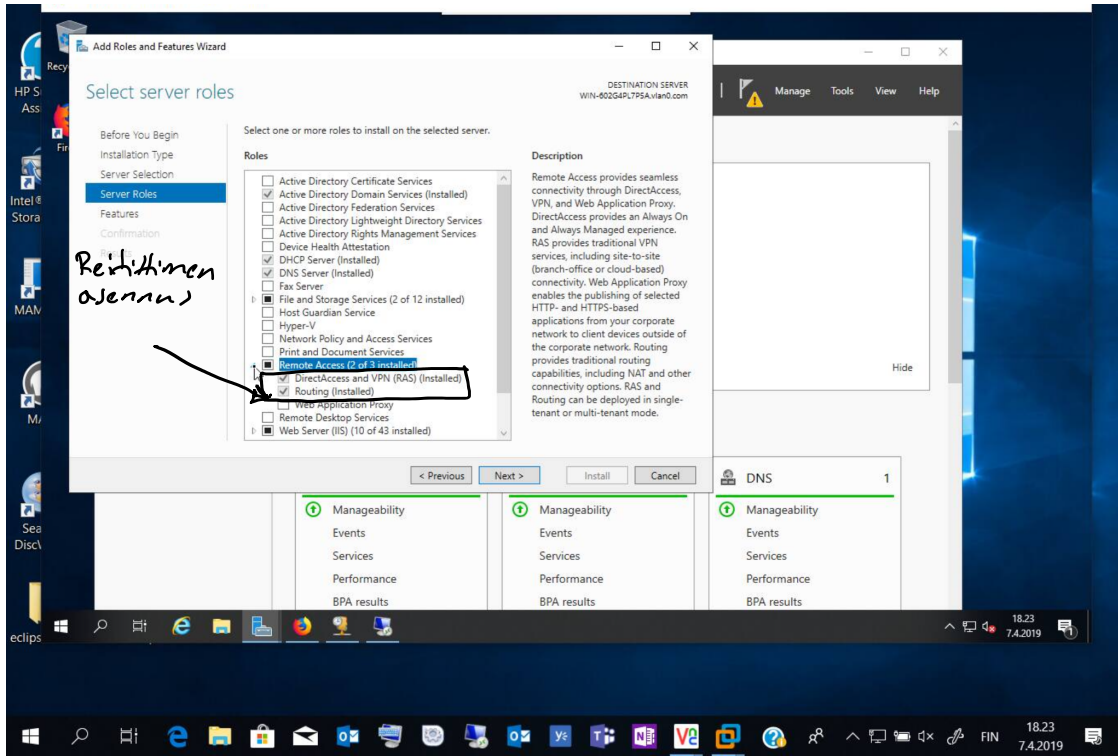 Recy
HP S
Ass
Fir
Intel®
Stora
MAM
M
Sea
Disc
eclips
Add Roles and Features Wizard
Select server roles
DESTINATION SERVER
WIN-602G4PL7PSA.vlan0.com
Before You Begin
Installation Type
Server Selection
Server Roles
Features
Confirmation
Reitittimen
asennus
Select one or more roles to install on the selected server.
Roles
Active Directory Certificate Services
Active Directory Domain Services (Installed)
Active Directory Federation Services
Active Directory Lightweight Directory Services
Active Directory Rights Management Services
Device Health Attestation
DHCP Server (Installed)
DNS Server (Installed)
Fax Server
File and Storage Services (2 of 12 installed)
Host Guardian Service
Hyper-V
Network Policy and Access Services
Print and Document Services
Remote Access (2 of 3 installed)
DirectAccess and VPN (RAS) (Installed)
Routing (Installed)
Web Application Proxy
Remote Desktop Services
Web Server (IIS) (10 of 43 installed)
Description
Remote Access provides seamless
connectivity through DirectAccess,
VPN, and Web Application Proxy.
DirectAccess provides an Always On
and Always Managed experience.
RAS provides traditional VPN
services, including site-to-site
(branch-office or cloud-based)
connectivity. Web Application Proxy
enables the publishing of selected
HTTP- and HTTPS-based
applications from your corporate
network to client devices outside of
the corporate network. Routing
provides traditional routing
capabilities, including NAT and other
connectivity options. RAS and
Routing can be deployed in single-
tenant or multi-tenant mode.
< Previous Next > Install Cancel
Manage Tools View Help
Hide
DNS 1
Manageability
Events
Services
Performance
BPA results
Manageability
Events
Services
Performance
BPA results
Manageability
Events
Services
Performance
BPA results
18.23
7.4.2019
FIN
18.23
7.4.2019